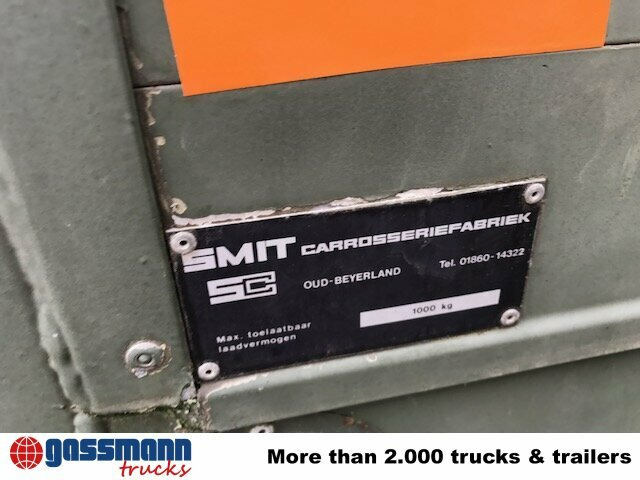 SMIT CARROSSERIEFABRIEK
SC OUD-BEYERLAND Tel. 01860-14322
1000 kg
Max. toelaatbaar
laadvermogen
gassmann
trucks
More than 2.000 trucks & trailers